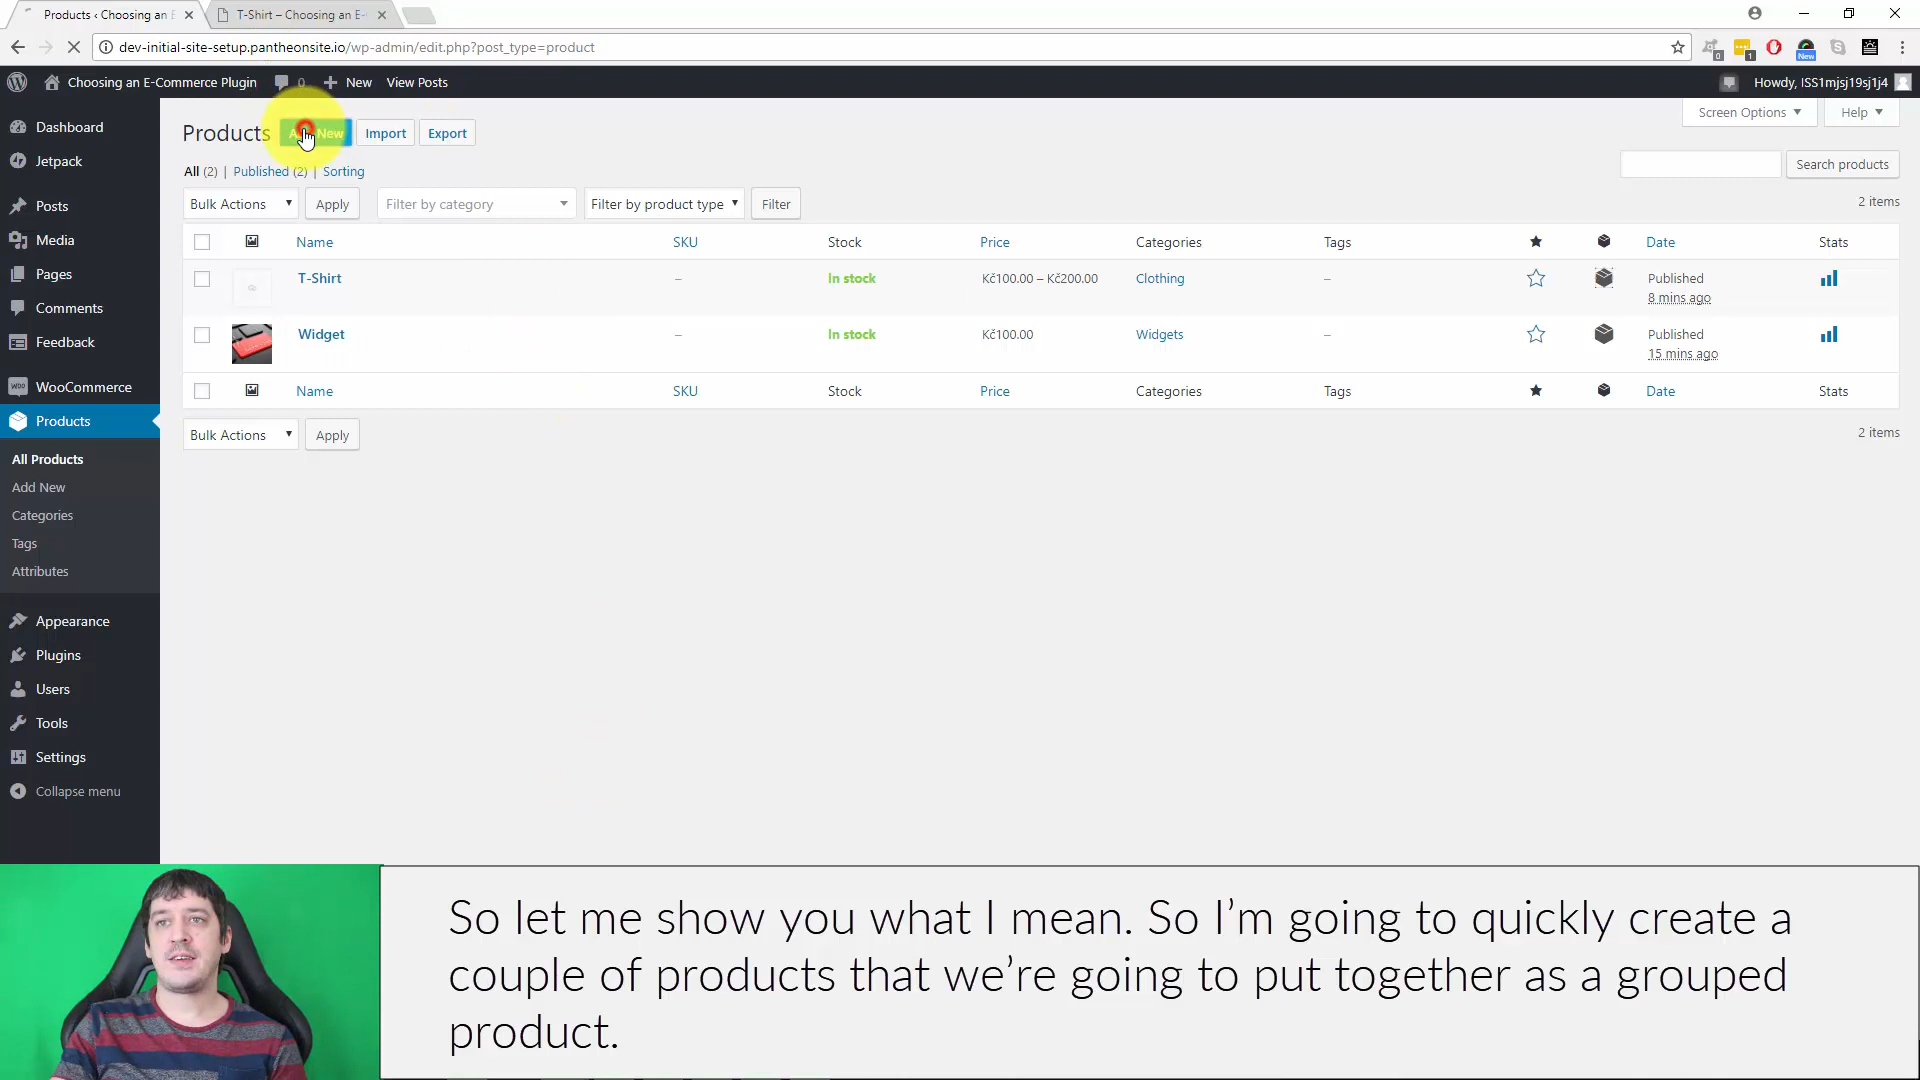 Products ‹ Choosing an E
T-Shirt – Choosing an E-
dev-initial-site-setup.pantheonsite.io/wp-admin/edit.php?post_type=product
0
1
New
Choosing an E-Commerce Plugin
0
New
View Posts
Howdy, ISS1mjsj19sj1j4
Dashboard
Jetpack
Posts
Media
Pages
Comments
Feedback
WooCommerce
Products
All Products
Add New
Categories
Tags
Attributes
Appearance
Plugins
Users
Tools
Settings
Collapse menu
Products
New
Import
Export
Screen Options
Help
All (2) | Published (2) | Sorting
Search products
Bulk Actions
Apply
Filter by category
Filter by product type
Filter
2 items
Name SKU Stock Price Categories Tags Date Stats
T-Shirt – In stock Kč100.00 – Kč200.00 Clothing – Published
8 mins ago
Widget – In stock Kč100.00 Widgets – Published
15 mins ago
Name SKU Stock Price Categories Tags Date Stats
Bulk Actions
Apply
2 items
So let me show you what I mean. So I’m going to quickly create a
couple of products that we’re going to put together as a grouped
product.